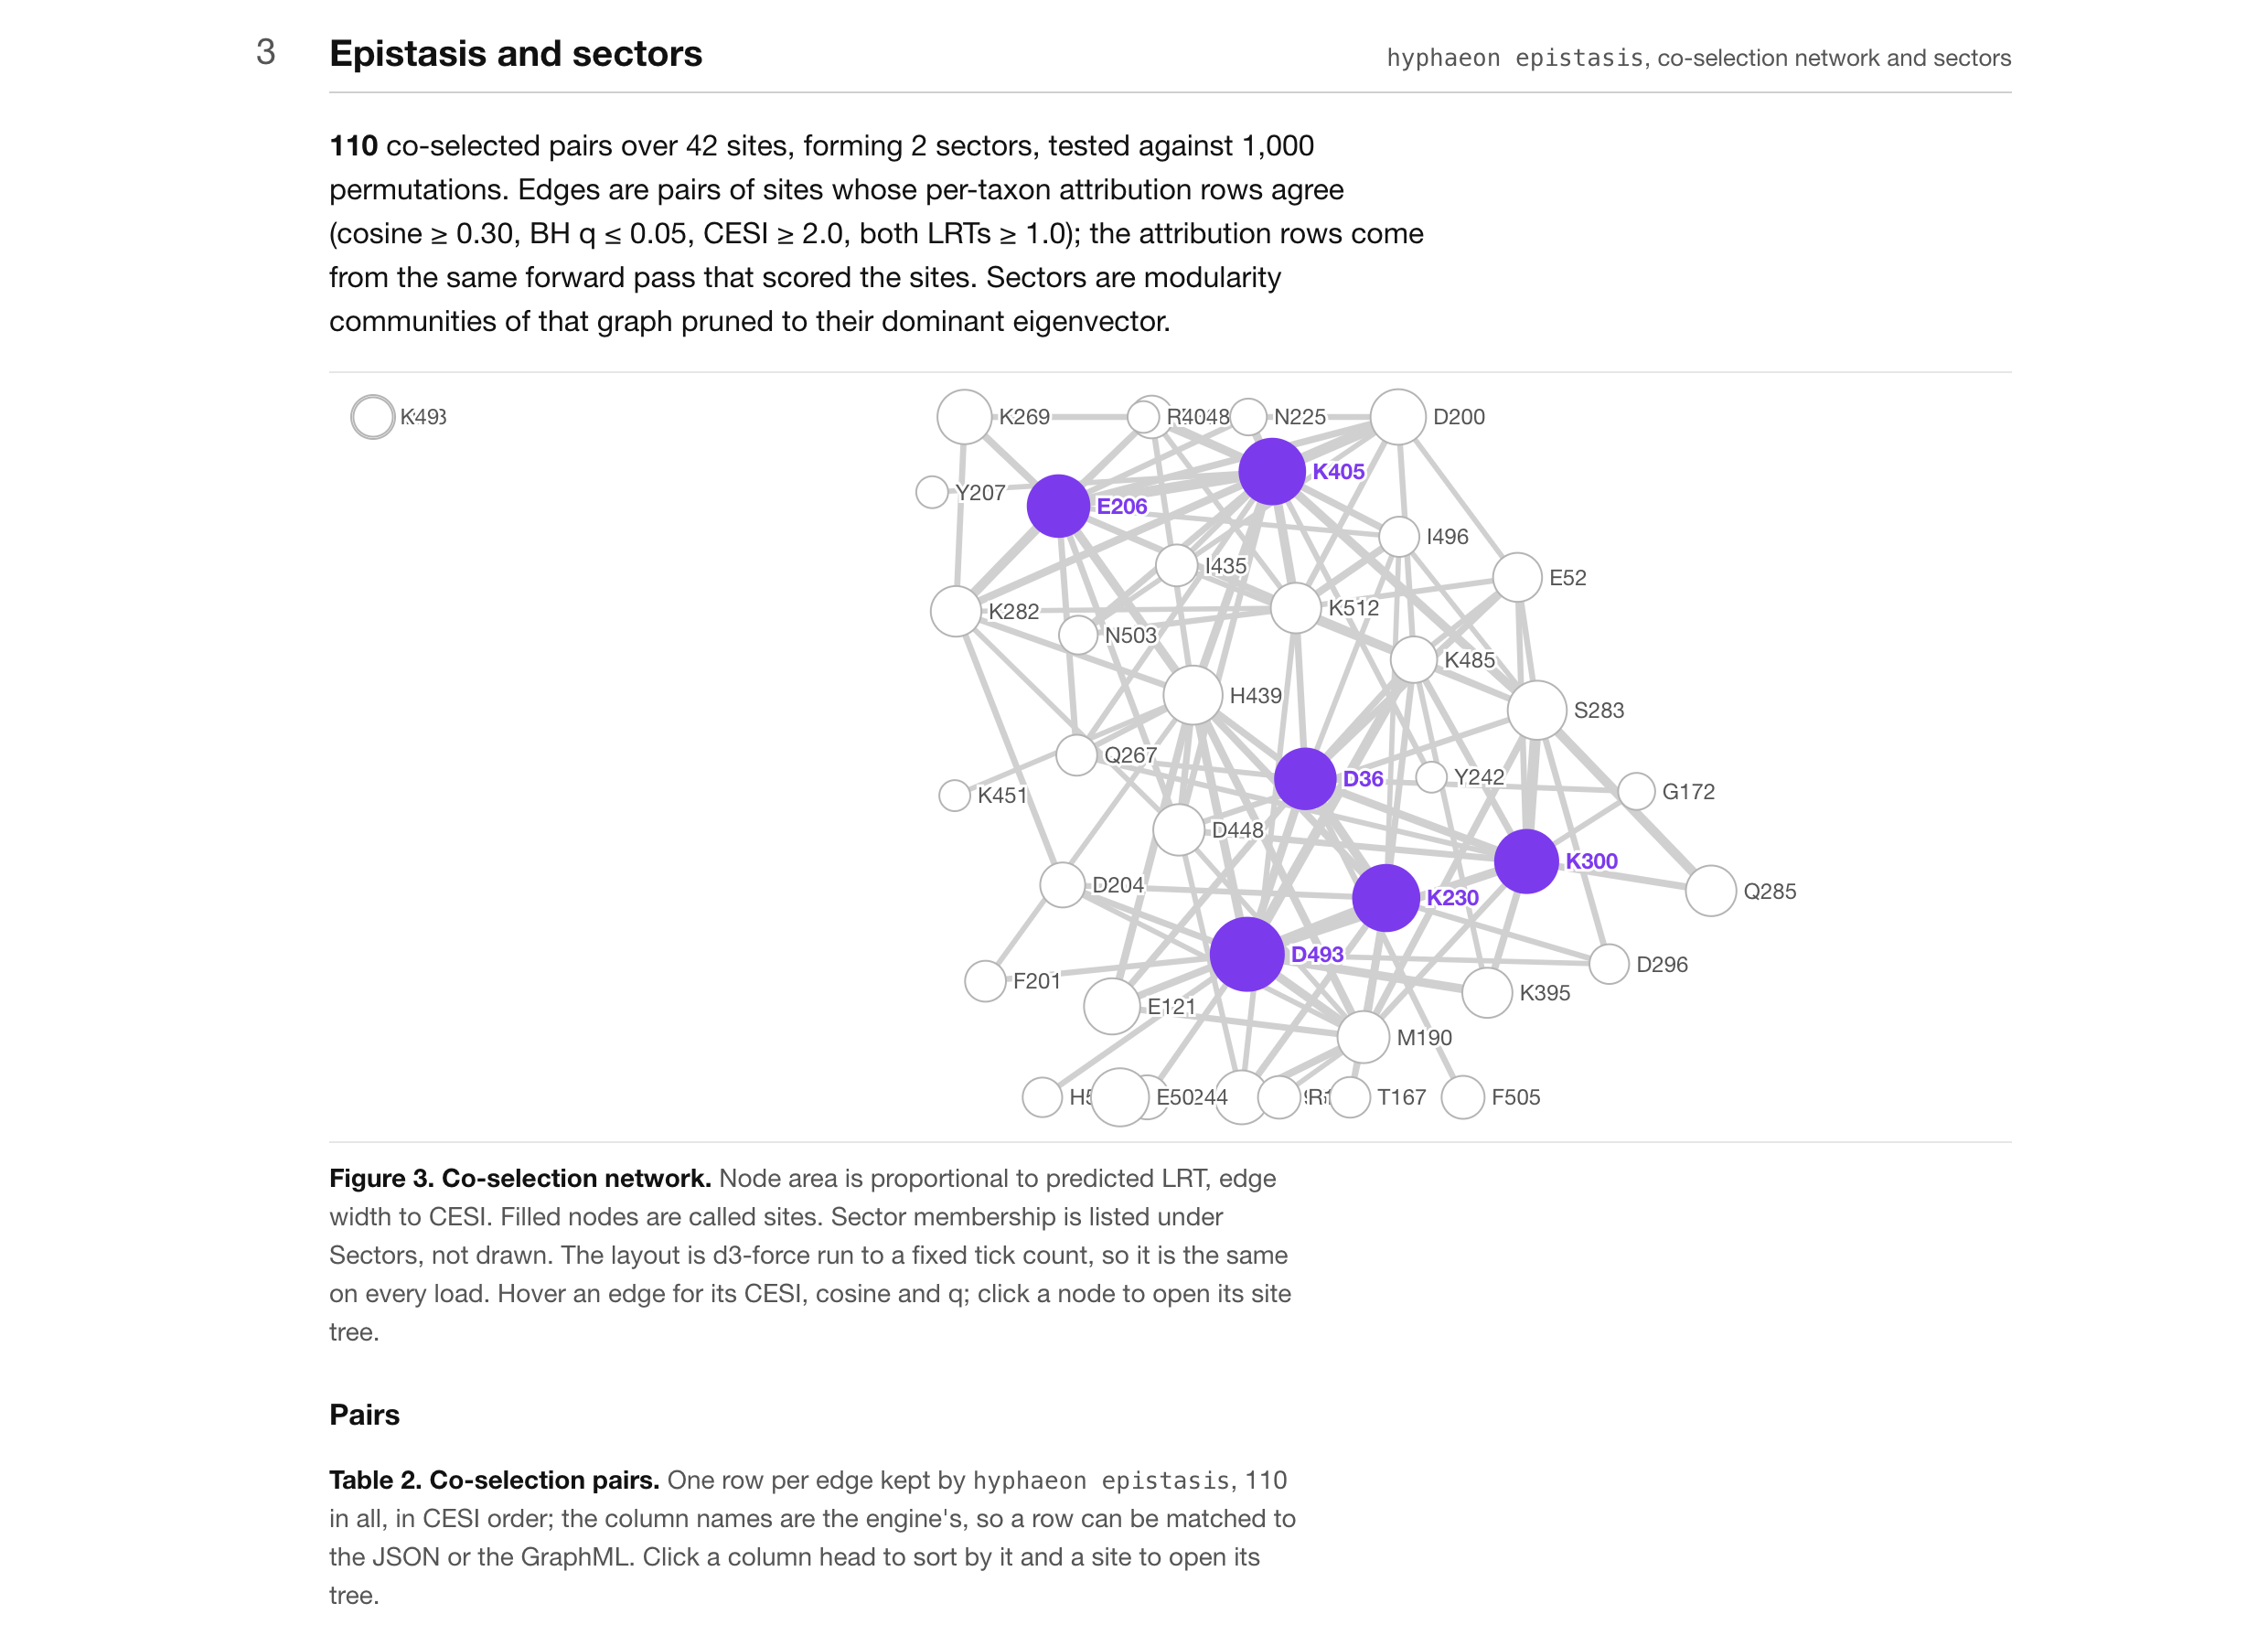 3 Epistasis and sectors hyphaeon epistasis, co-selection network and sectors
110 co-selected pairs over 42 sites, forming 2 sectors, tested against 1,000
permutations. Edges are pairs of sites whose per-taxon attribution rows agree
(cosine ≥ 0.30, BH q ≤ 0.05, CESI ≥ 2.0, both LRTs ≥ 1.0); the attribution rows come
from the same forward pass that scored the sites. Sectors are modularity
communities of that graph pruned to their dominant eigenvector.
K269
N225
D200
K405
Y207
E206
I496
I435
E52
K282
K512
N503
K485
H439
S283
Q267
D36
Y242
K451
G172
D448
K300
D204
K230
Q285
D493
F201
D296
K395
E121
M190
T167
F505
Figure 3. Co-selection network. Node area is proportional to predicted LRT, edge
width to CESI. Filled nodes are called sites. Sector membership is listed under
Sectors, not drawn. The layout is d3-force run to a fixed tick count, so it is the same
on every load. Hover an edge for its CESI, cosine and q; click a node to open its site
tree.
Pairs
Table 2. Co-selection pairs. One row per edge kept by hyphaeon epistasis, 110
in all, in CESI order; the column names are the engine's, so a row can be matched to
the JSON or the GraphML. Click a column head to sort by it and a site to open its
tree.